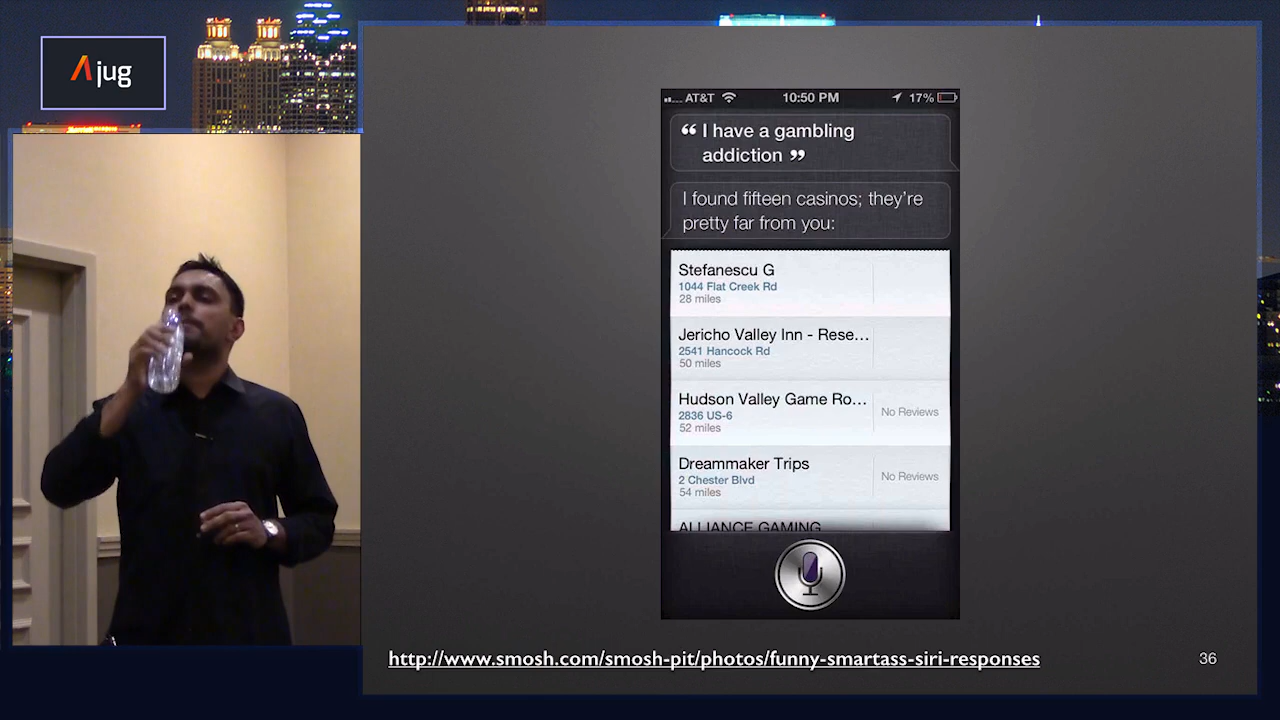 ajug
AT&T 10:50 PM 17%
“ I have a gambling
addiction ”
I found fifteen casinos; they’re
pretty far from you:
Stefanescu G
1044 Flat Creek Rd
28 miles
Jericho Valley Inn - Rese...
2541 Hancock Rd
50 miles
Hudson Valley Game Ro...
2836 US-6
52 miles
No Reviews
Dreammaker Trips
2 Chester Blvd
54 miles
No Reviews
ALLIANCE GAMING
http://www.smosh.com/smosh-pit/photos/funny-smartass-siri-responses
36